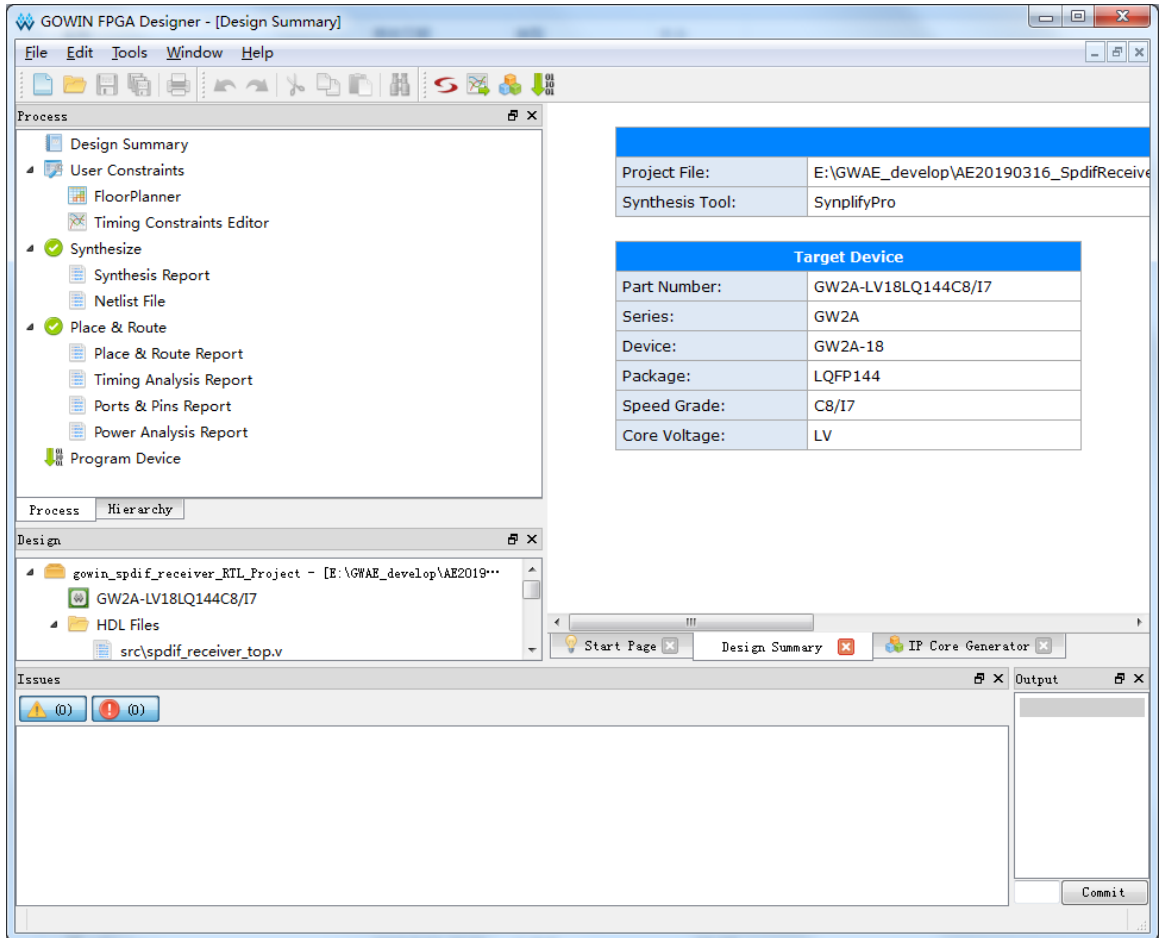 GOWIN FPGA Designer - [Design Summary]
File Edit Tools Window Help
Process
Design Summary
User Constraints
FloorPlanner
Timing Constraints Editor
Synthesize
Synthesis Report
Netlist File
Place & Route
Place & Route Report
Timing Analysis Report
Ports & Pins Report
Power Analysis Report
Program Device
Process Hierarchy
Design
gowin_spdif_receiver_RTL_Project - [E:\GWAE_develop\AE2019···
GW2A-LV18LQ144C8/I7
HDL Files
src\spdif_receiver_top.v
Project File: E:\GWAE_develop\AE20190316_SpdifReceive
Synthesis Tool: SynplifyPro
Target Device
Part Number: GW2A-LV18LQ144C8/I7
Series: GW2A
Device: GW2A-18
Package: LQFP144
Speed Grade: C8/I7
Core Voltage: LV
Start Page Design Summary IP Core Generator
Issues
(0) (0)
Output
Commit